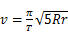 v = π/T √5Rr